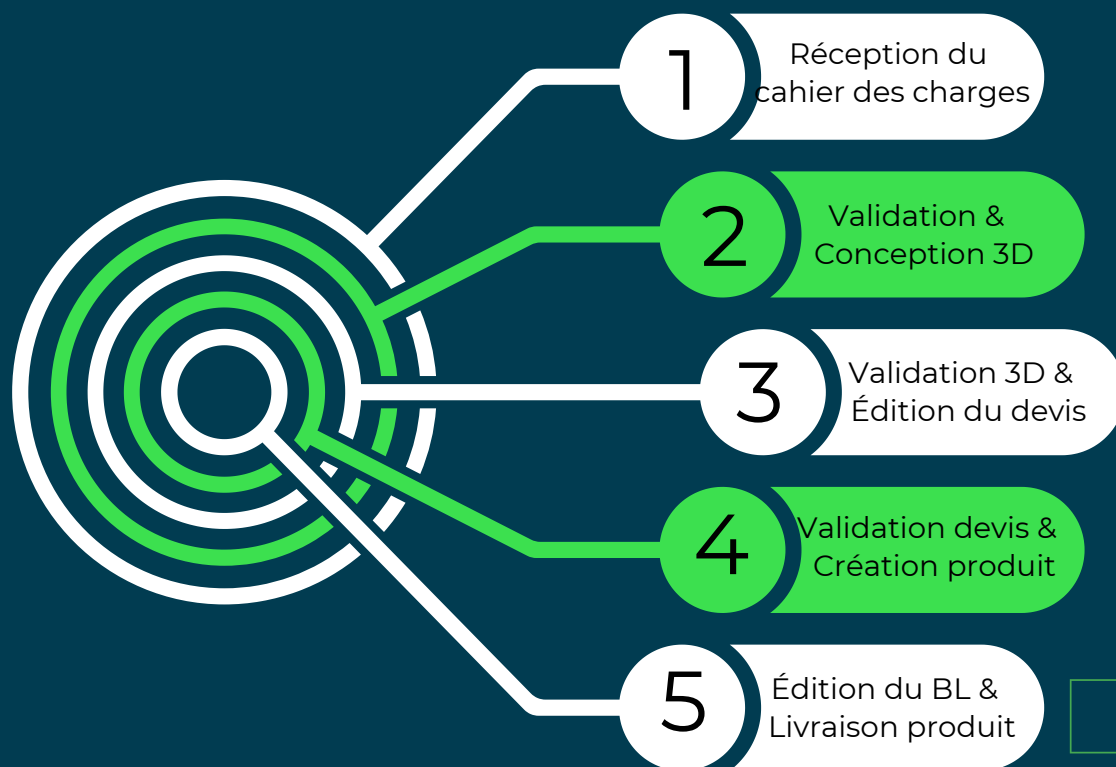 1
Réception du
cahier des charges
2
Validation &
Conception 3D
3
Validation 3D &
Édition du devis
4
Validation devis &
Création produit
5
Édition du BL &
Livraison produit